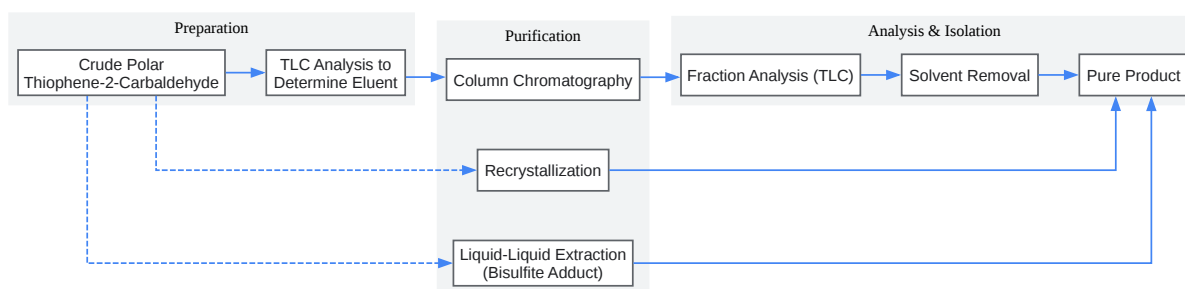 Preparation
Crude Polar
Thiophene-2-Carbaldehyde
TLC Analysis to
Determine Eluent
Purification
Column Chromatography
Recrystallization
Liquid-Liquid Extraction
(Bisulfite Adduct)
Analysis & Isolation
Fraction Analysis (TLC)
Solvent Removal
Pure Product